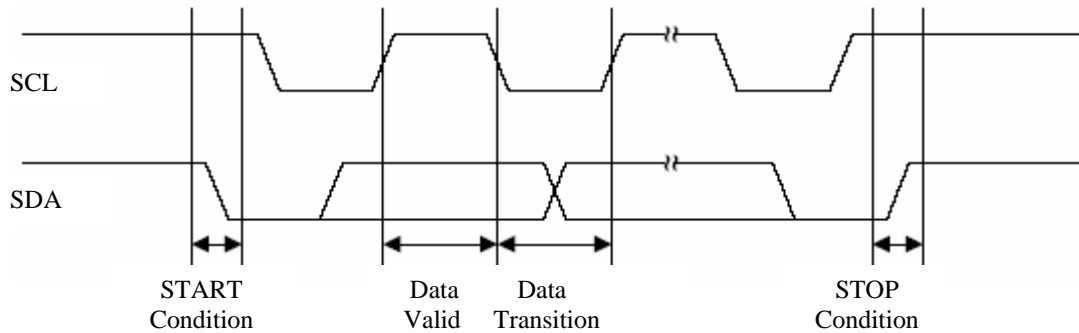 SCL
SDA
START
Condition
Data
Valid
Data
Transition
STOP
Condition